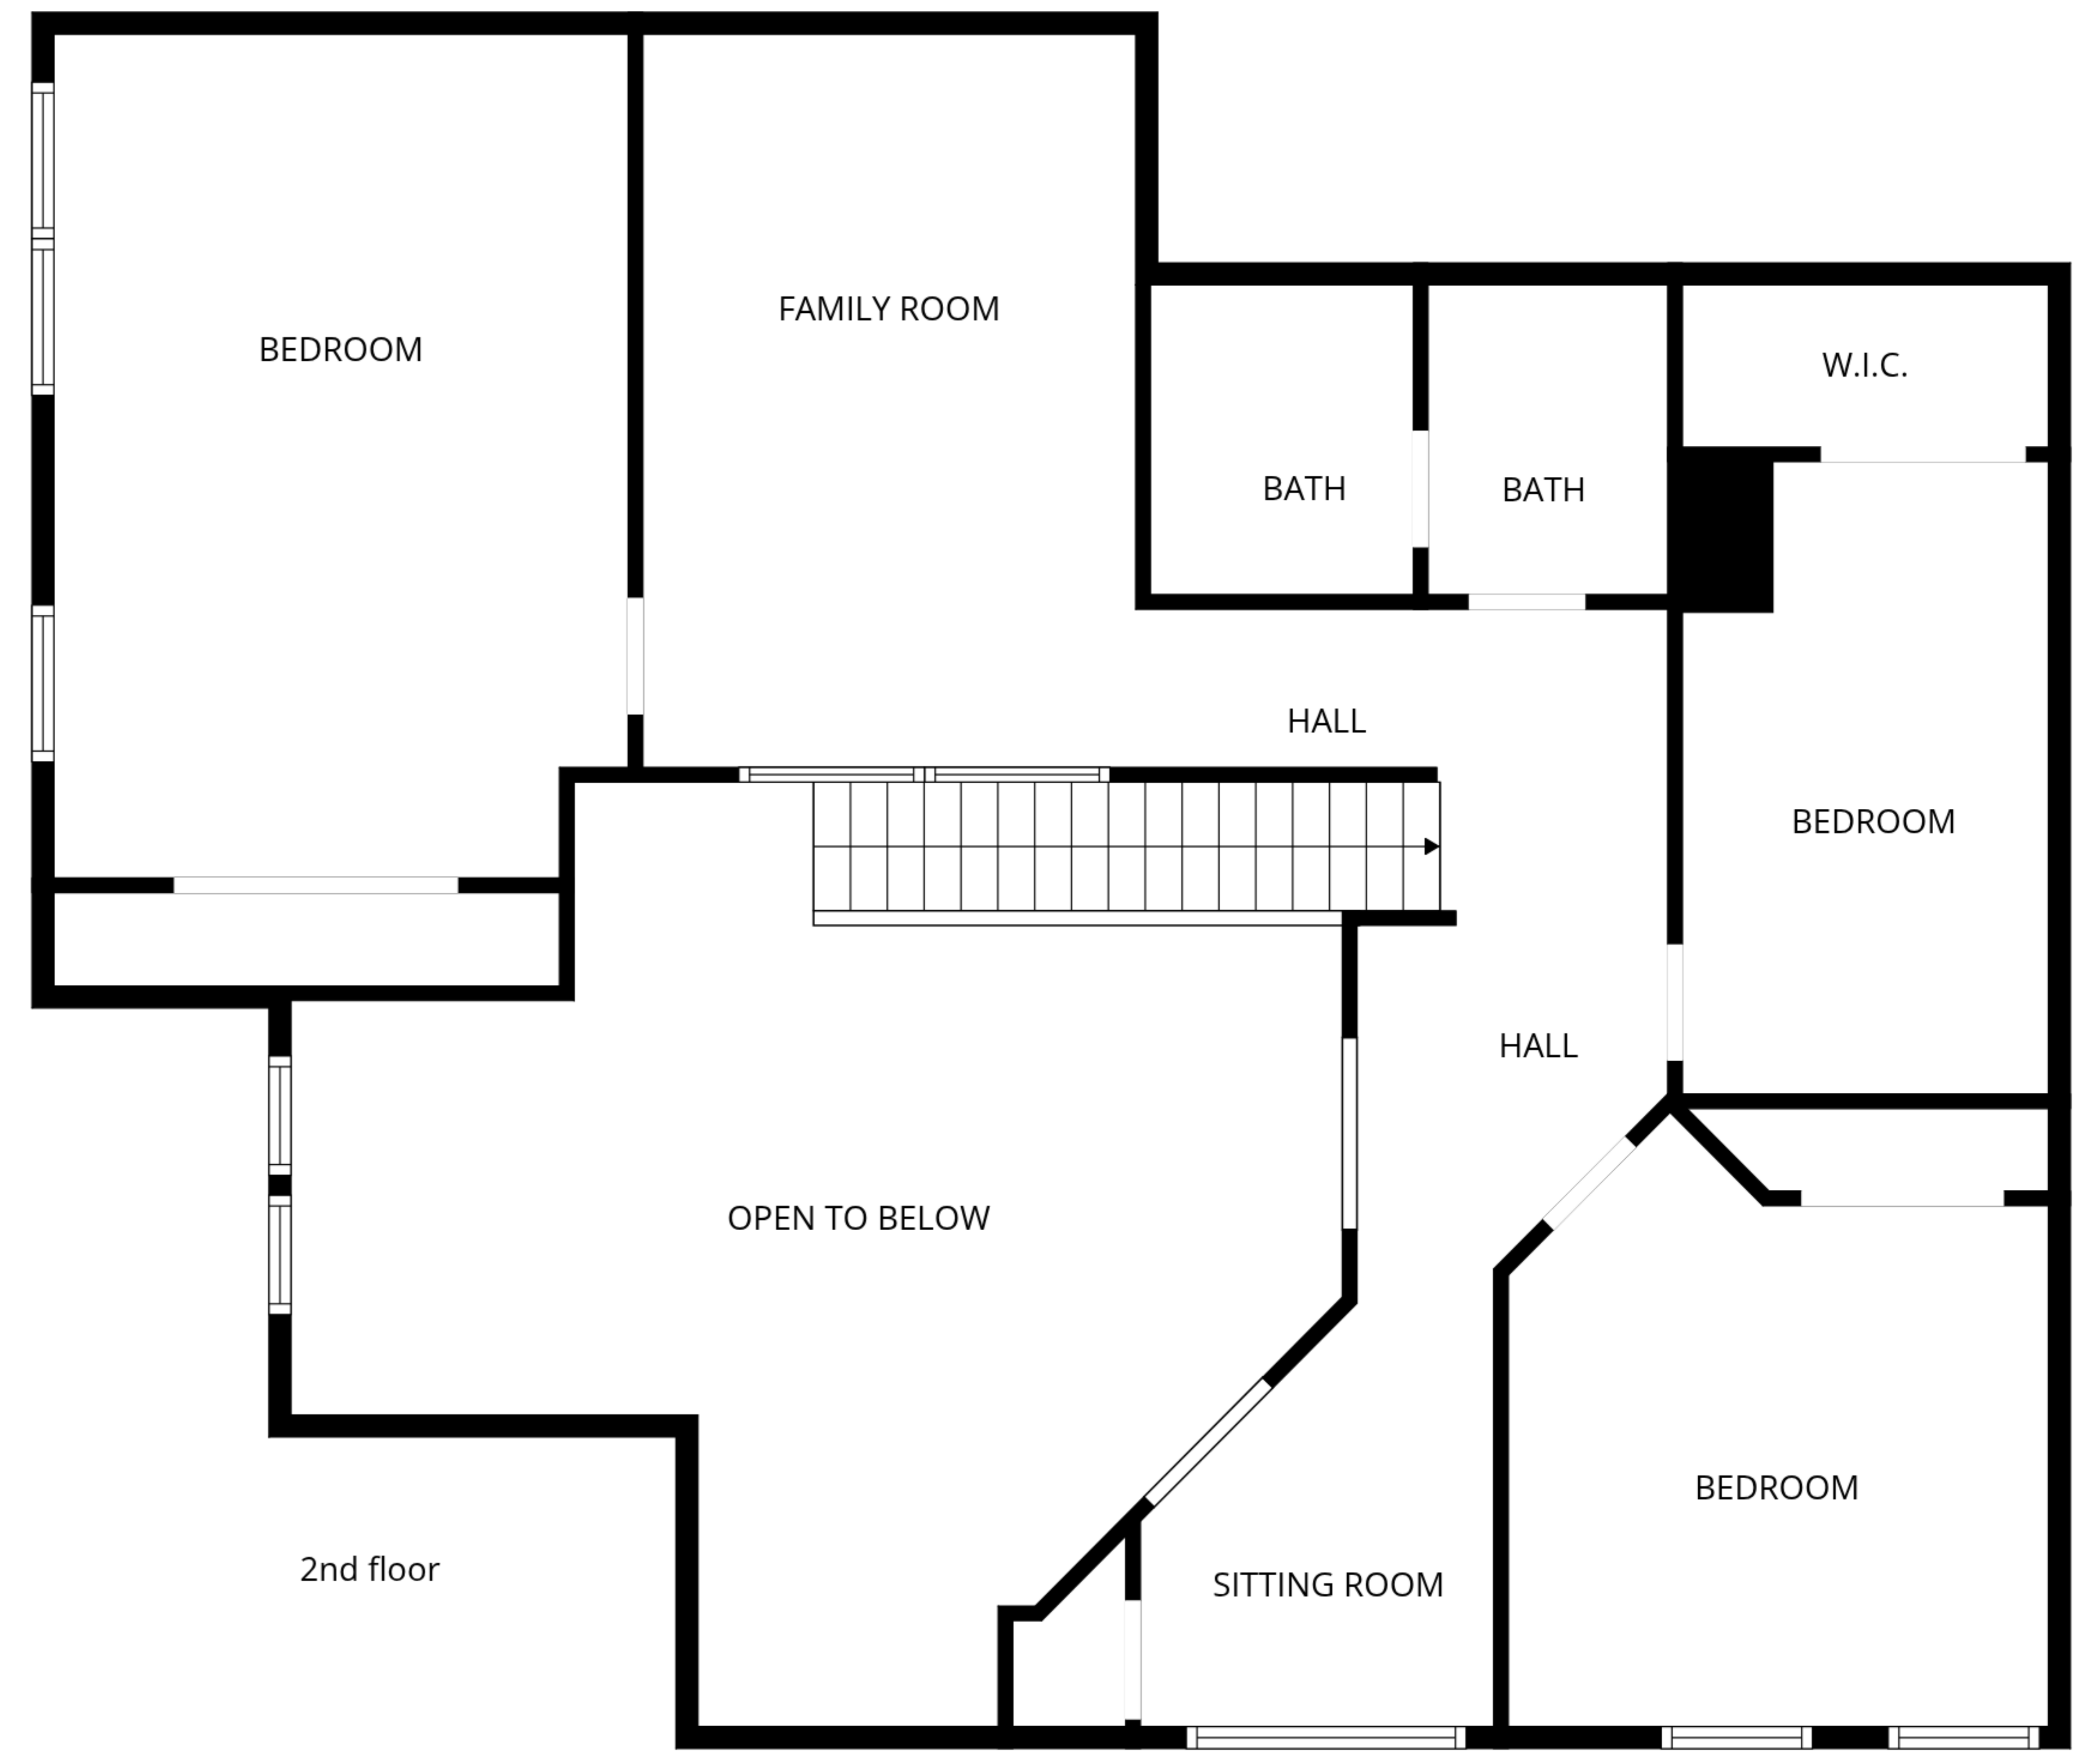 FAMILY ROOM
BEDROOM
W.I.C.
BATH
BATH
HALL
BEDROOM
HALL
OPEN TO BELOW
BEDROOM
2nd floor
SITTING ROOM